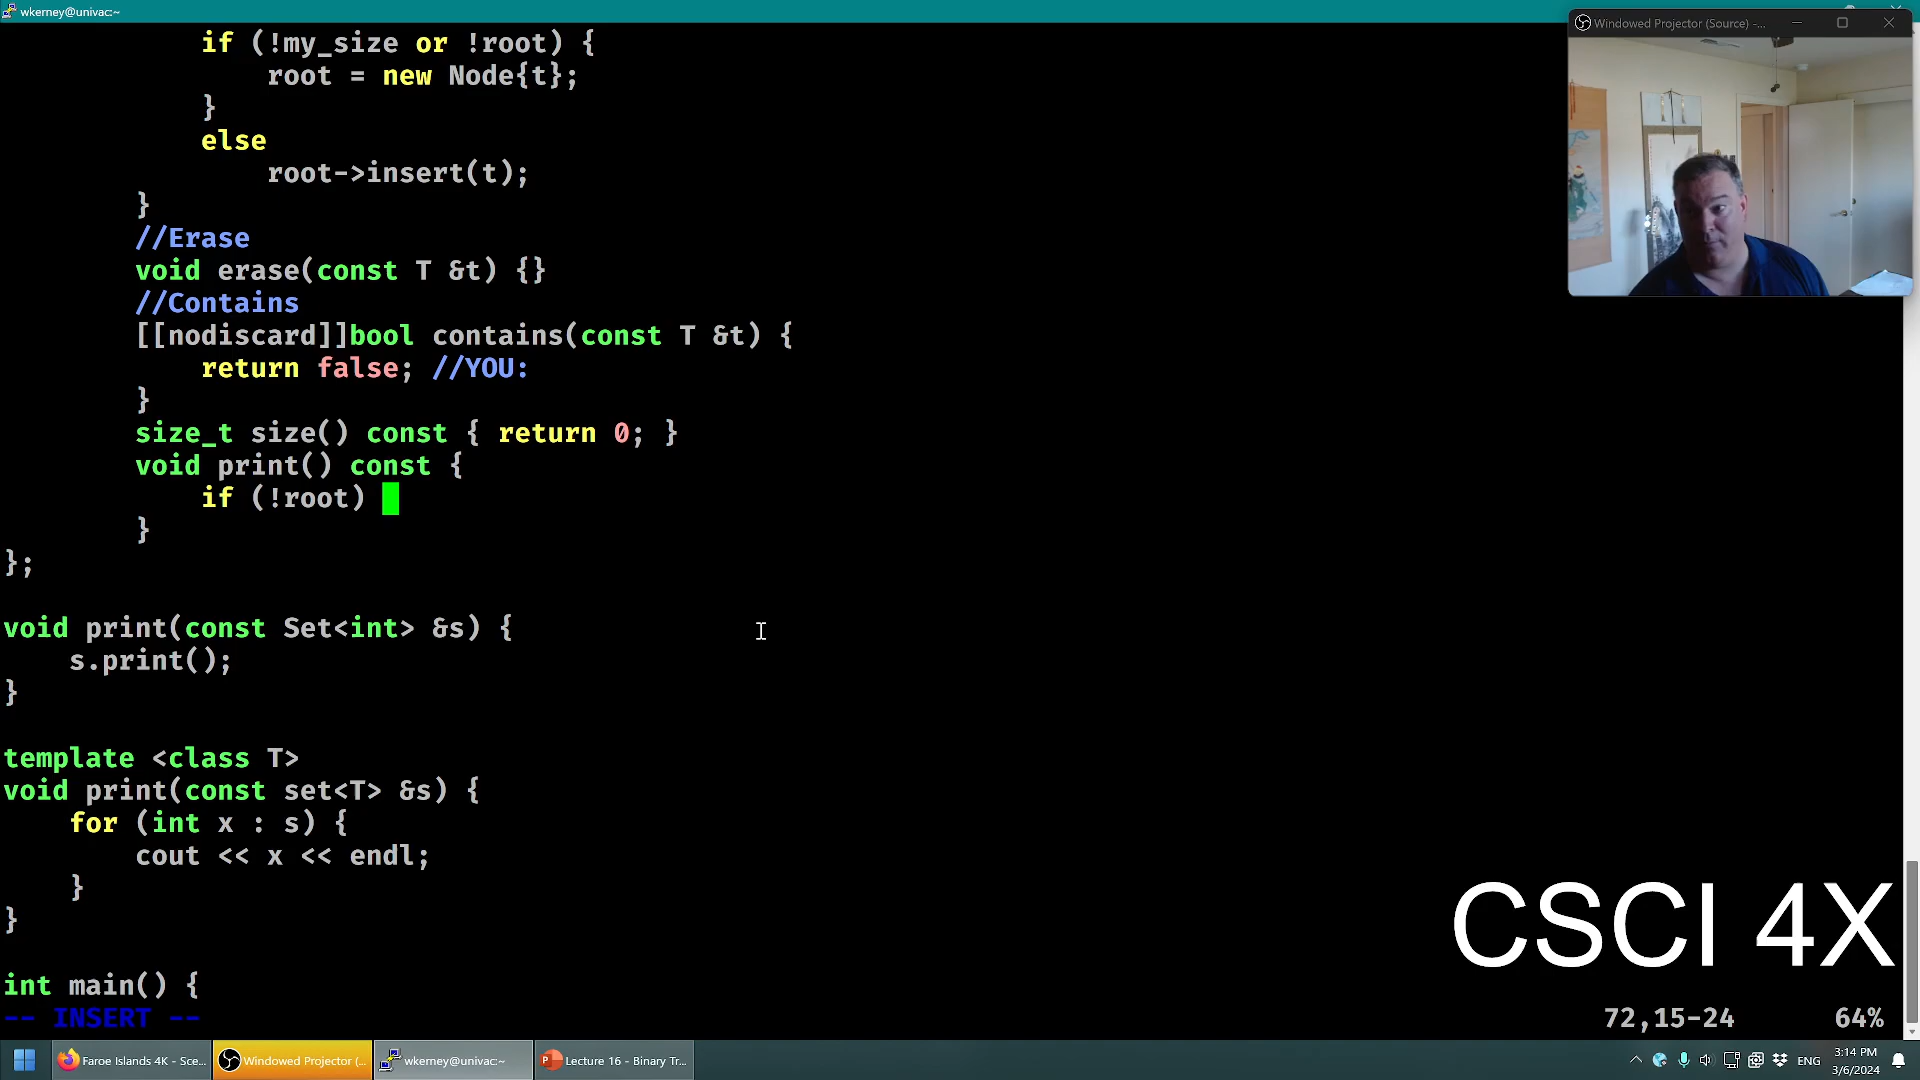 wkerney@univac:~
Windowed Projector (Source) -...
if (!my_size or !root) {
root = new Node{t};
}
else
root->insert(t);
}
//Erase
void erase(const T &t) {}
//Contains
[[nodiscard]]bool contains(const T &t) {
return false; //YOU:
}
size_t size() const { return 0; }
void print() const {
if (!root)
}
};
void print(const Set<int> &s) {
s.print();
}
template <class T>
void print(const set<T> &s) {
for (int x : s) {
cout << x << endl;
}
}
int main() {
CSCI 4X
-- INSERT --
72,15-24
64%
Faroe Islands 4K - Sce...
Windowed Projector (...
wkerney@univac:~
Lecture 16 - Binary Tr...
ENG
3:14 PM
3/6/2024